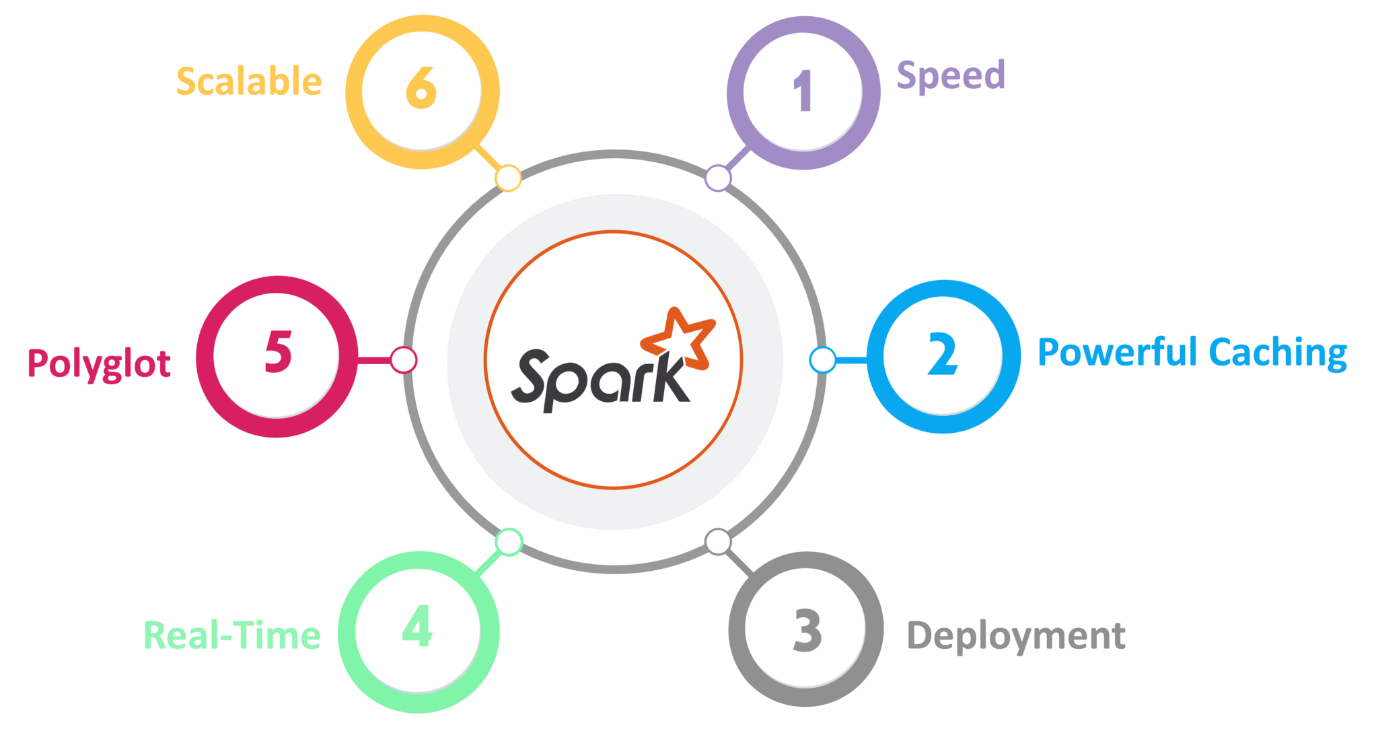 1
Speed
2
Powerful Caching
3
Deployment
4
Real-Time
5
Polyglot
6
Scalable
Spark